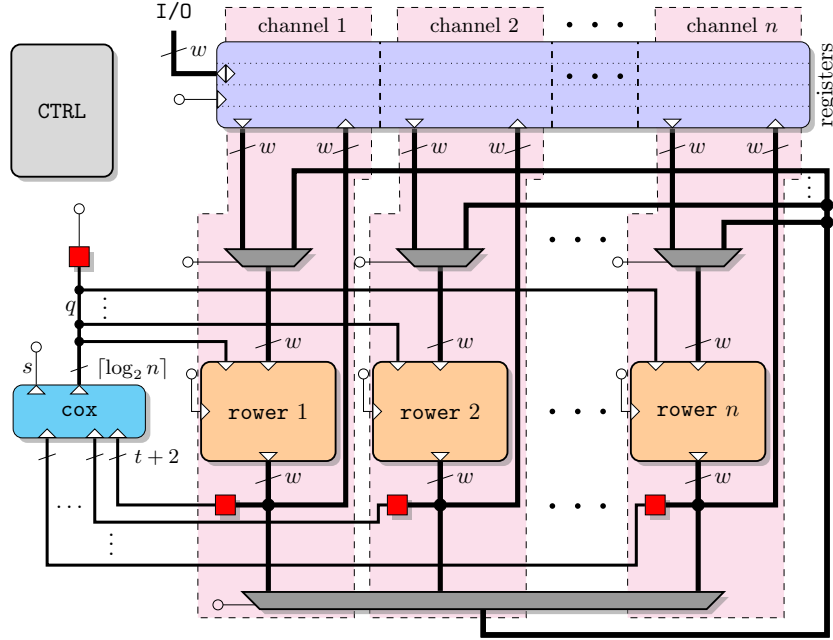 I/O
channel 1
channel 2
• • •
channel n
w
• • •
registers
CTRL
w
w
w
w
w
w
⋮
• • •
q
⋮
w
w
w
s
⌈log₂ n⌉
cox
rower 1
rower 2
• • •
rower n
t + 2
w
w
w
...
• • •
⋮